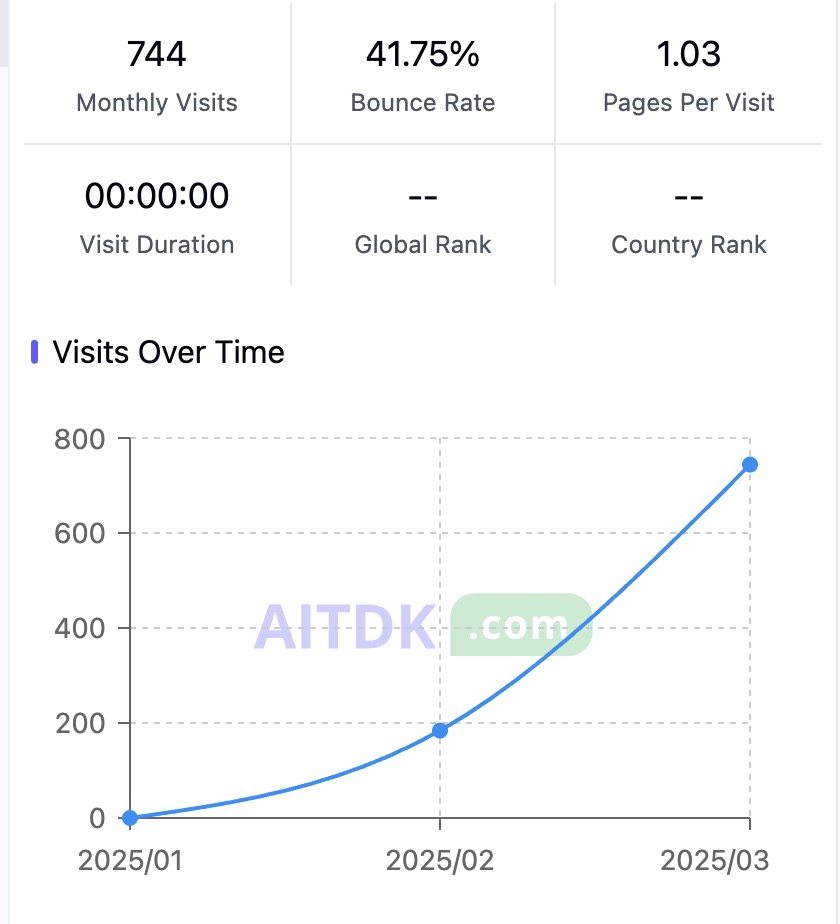 744
41.75%
1.03
Monthly Visits
Bounce Rate
Pages Per Visit
00:00:00
--
--
Visit Duration
Global Rank
Country Rank
Visits Over Time
800
600
400
200
0
AITDK .com
2025/01
2025/02
2025/03